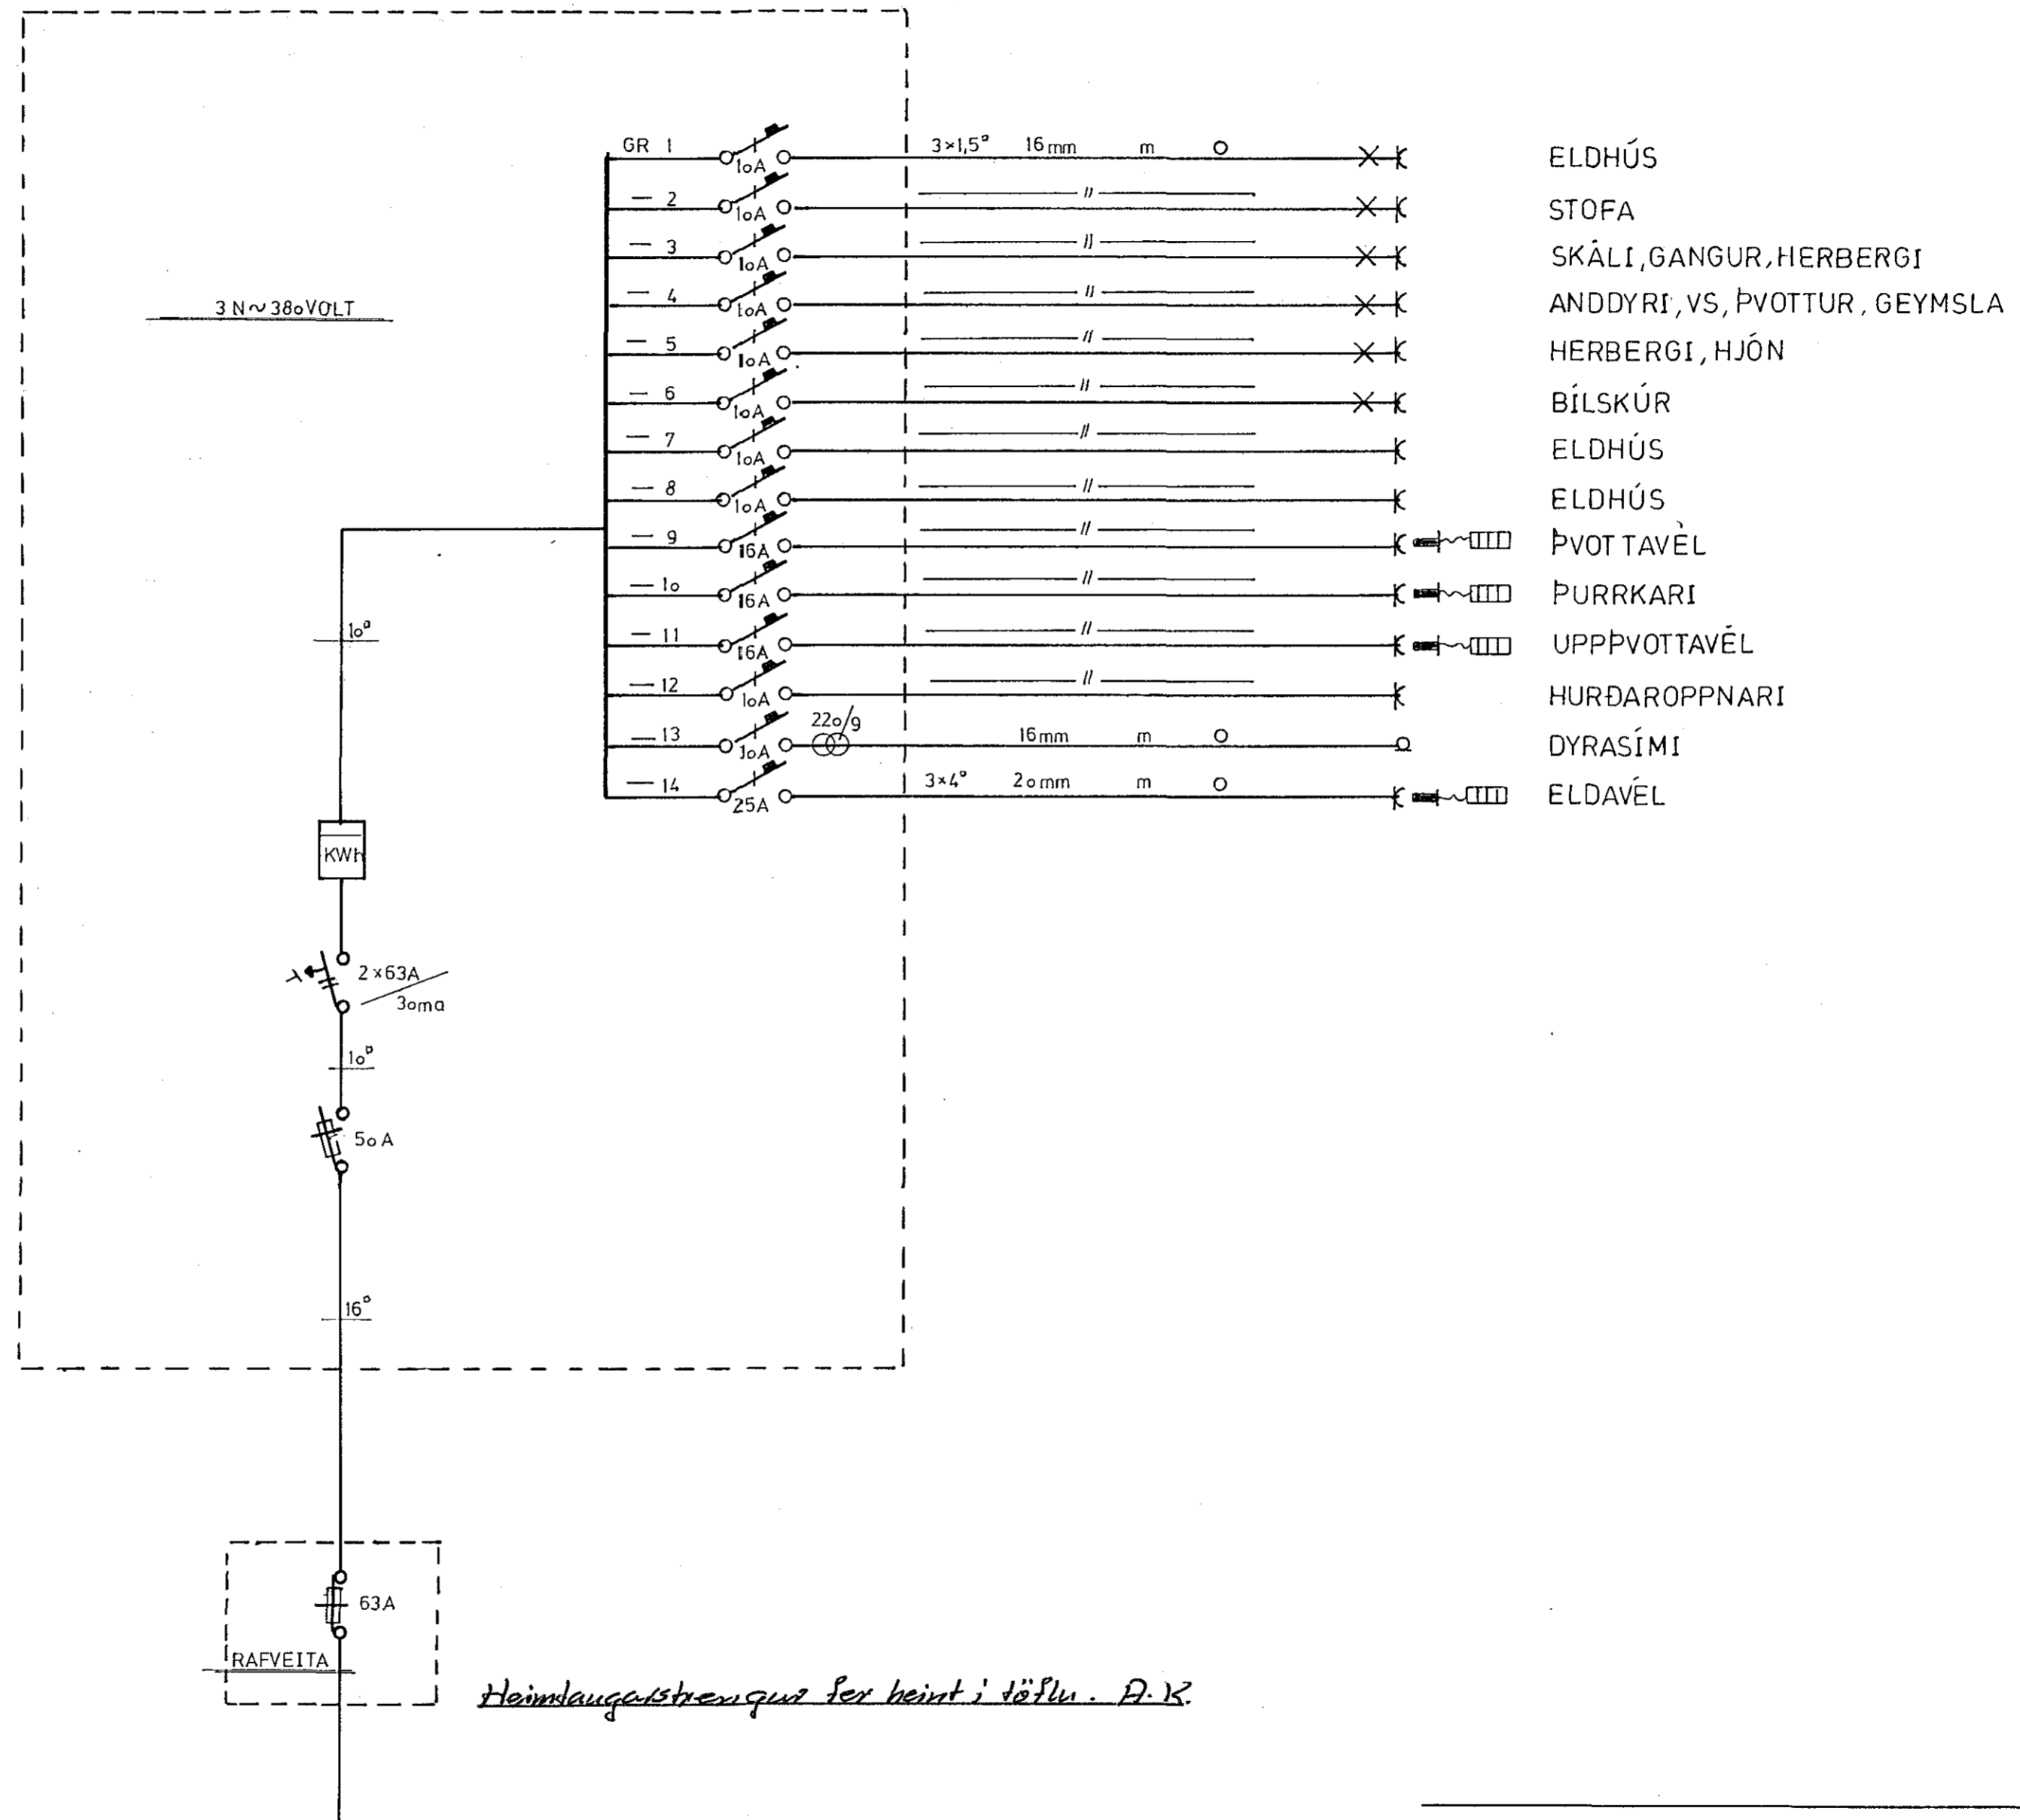 GR 1 10A 3×1,5▫ 16mm m O ELDHÚS
— 2 10A — // — STOFA
— 3 10A — // — SKÁLI, GANGUR, HERBERGI
— 4 10A — // — ANDDYRI, VS, ÞVOTTUR, GEYMSLA
3N~380VOLT
— 5 10A — // — HERBERGI, HJÓN
— 6 10A — // — BÍLSKÚR
— 7 10A — // — ELDHÚS
— 8 10A — // — ELDHÚS
— 9 16A — // — ÞVOTTAVÉL
— 10 16A — // — ÞURRKARI
— 11 16A — // — UPPÞVOTTAVÉL
— 12 10A — // — HURÐAROPPNARI
— 13 10A 220/9 16mm m O DYRASÍMI
— 14 25A 3×4▫ 20mm m O ELDAVÉL
10▫
KWh
2×63A
30ma
10▫
50A
16▫
63A
RAFVEITA
Heimtaugarstrengur fer beint í töflu. A.K.